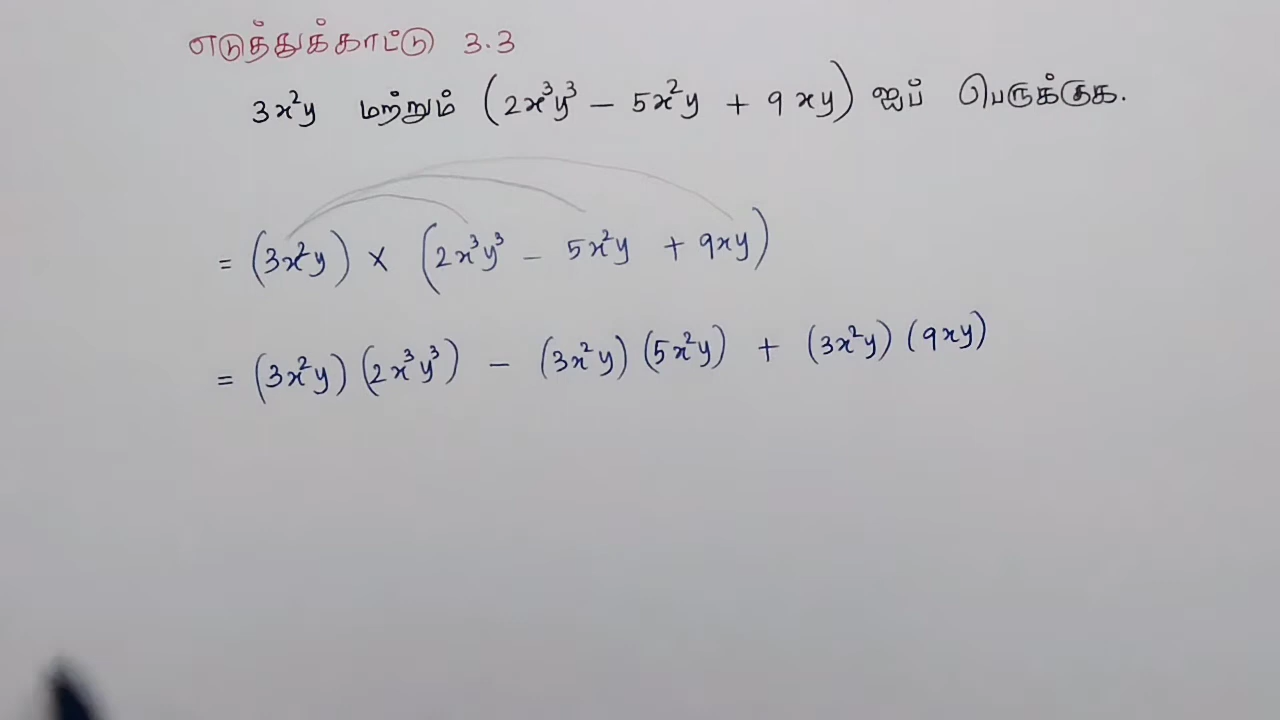 எடுத்துக்காட்டு 3.3
3x²y மற்றும் (2x³y³ − 5x²y + 9xy) ஐப் பெருக்குக.
= (3x²y) × (2x³y³ − 5x²y + 9xy)
= (3x²y)(2x³y³) − (3x²y)(5x²y) + (3x²y)(9xy)